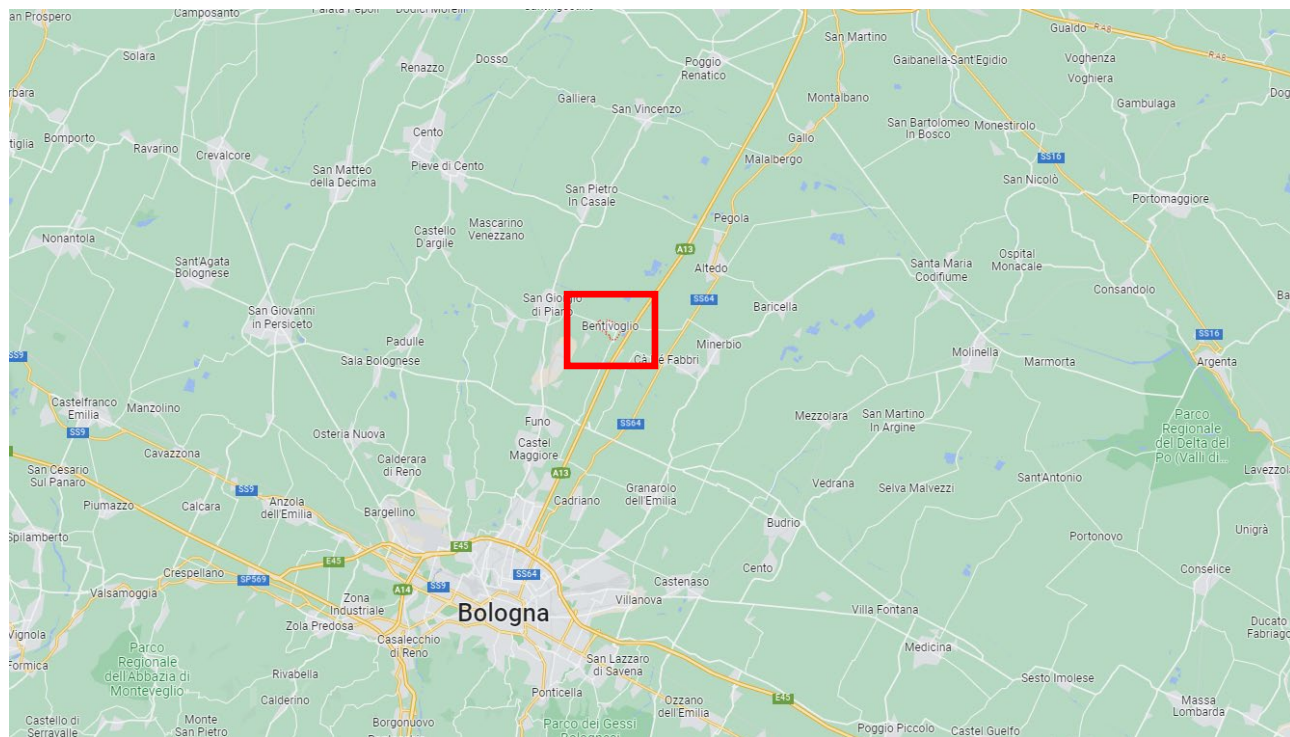 an Prospero
Camposanto
Renazzo
Dosso
Poggio
Renatico
San Martino
Gualdo
RA8
Solara
Gaibanella-Sant'Egidio
Voghenza
RA8
Voghiera
Galliera
San Vincenzo
Montalbano
Gambulaga
Bomporto
Ravarino
Crevalcore
Cento
Gallo
San Bartolomeo
In Bosco
Monestirolo
San Matteo
della Decima
Pieve di Cento
Malalbergo
SS16
San Nicolò
San Pietro
In Casale
Portomaggiore
Nonantola
Castello
D'argile
Mascarino
Venezzano
Pegola
A13
Sant'Agata
Bolognese
Altedo
Santa Maria
Codifiume
Ospital
Monacale
Consandolo
San Giovanni
in Persiceto
San Giorgio
di Piano
SS64
Baricella
Bentivoglio
Padulle
Minerbio
SS16
SS9
Sala Bolognese
Cà de Fabbri
Molinella
Marmorta
Argenta
Castelfranco
Emilia
Manzolino
Funo
SS64
Mezzolara
San Martino
In Argine
Parco
Regionale
del Delta del
Po (Valli di...
SS9
Osteria Nuova
Castel
Maggiore
Cavazzona
Calderara
di Reno
A13
San Cesario
Sul Panaro
SS9
Granarolo
dell'Emilia
Vedrana
Selva Malvezzi
Sant'Antonio
Lavezzol
Piumazzo
Calcara
Anzola
dell'Emilia
Bargellino
Cadriano
Budrio
Spilamberto
E45
Portonovo
Unigrà
E45
Crespellano
SP569
SS64
Cento
Conselice
Valsamoggia
A14
SS9
Castenaso
Zona
Industriale
Bologna
Villanova
Villa Fontana
Zola Predosa
Ducato
Fabriago
Vignola
Casalecchio
di Reno
Medicina
Formica
Parco
Regionale
dell'Abbazia di
Monteveglio
Rivabella
San Lazzaro
di Savena
Sesto Imolese
Calderino
Ponticella
Ozzano
dell'Emilia
E45
Massa
Lombarda
Castello di
Serravalle
Monte
San Pietro
Borgonuovo
Parco dei Gessi
Poggio Piccolo
Castel Guelfo